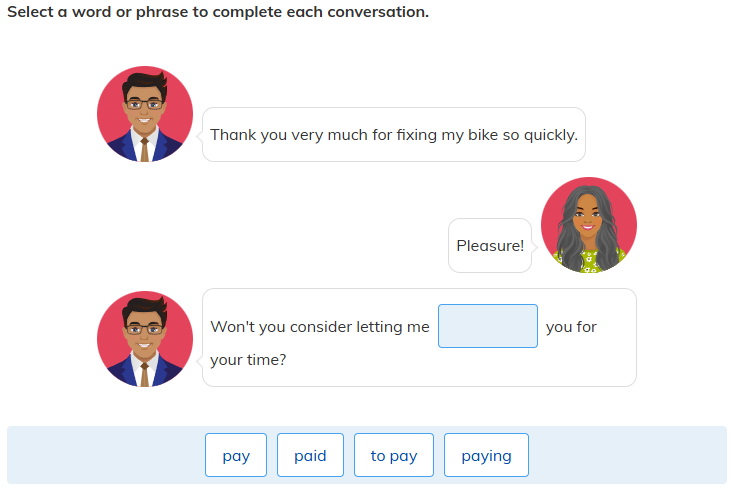 Select a word or phrase to complete each conversation.
Thank you very much for fixing my bike so quickly.
Pleasure!
Won't you consider letting me you for
your time?
pay paid to pay paying